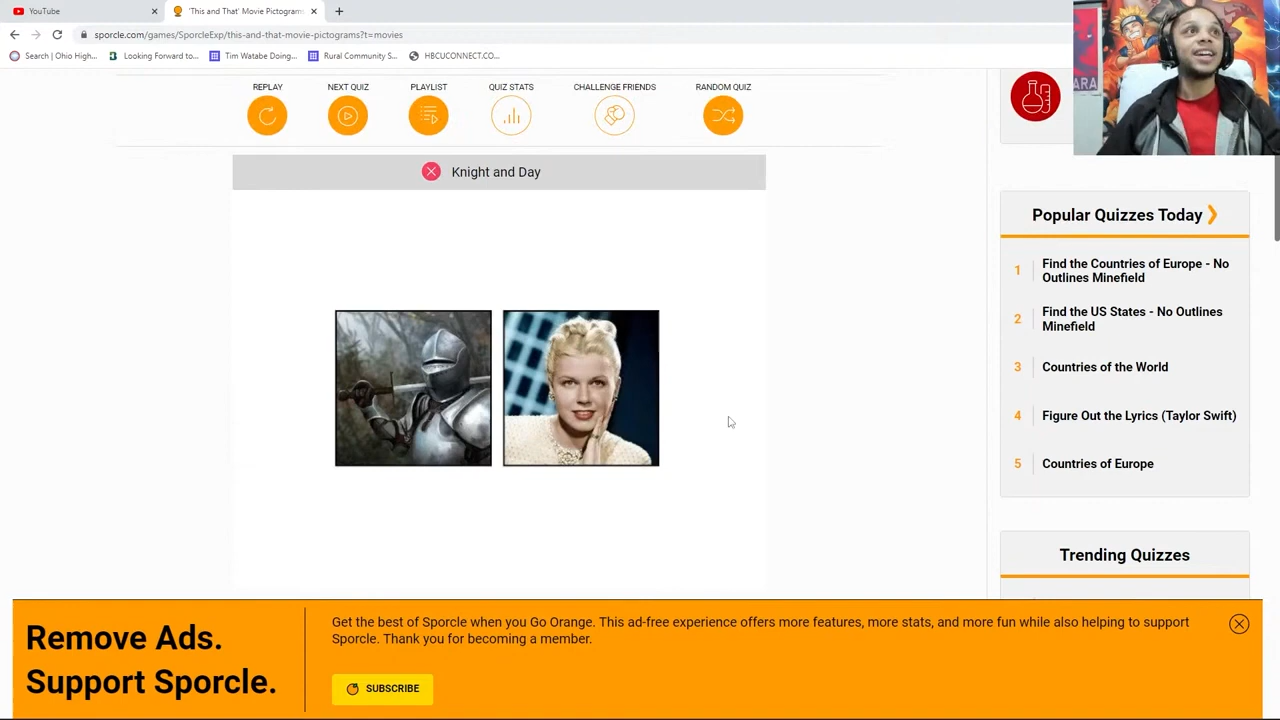 YouTube
'This and That' Movie Pictograms
sporcle.com/games/SporcleExp/this-and-that-movie-pictograms?t=movies
Search | Ohio High...
Looking Forward to...
Tim Watabe Doing...
Rural Community S...
HBCUCONNECT.CO...
ARA
REPLAY
NEXT QUIZ
PLAYLIST
QUIZ STATS
CHALLENGE FRIENDS
RANDOM QUIZ
Knight and Day
Popular Quizzes Today
1 Find the Countries of Europe - No
Outlines Minefield
2 Find the US States - No Outlines
Minefield
3 Countries of the World
4 Figure Out the Lyrics (Taylor Swift)
5 Countries of Europe
Trending Quizzes
Remove Ads.
Support Sporcle.
Get the best of Sporcle when you Go Orange. This ad-free experience offers more features, more stats, and more fun while also helping to support
Sporcle. Thank you for becoming a member.
SUBSCRIBE